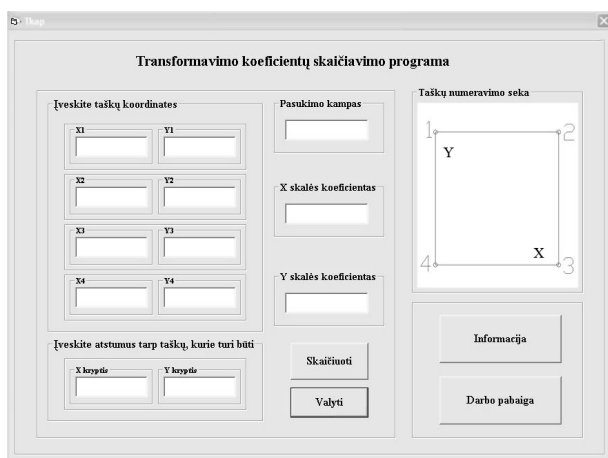 Tkap
Transformavimo koeficientų skaičiavimo programa
Įveskite taškų koordinates
X1 Y1
X2 Y2
X3 Y3
X4 Y4
Įveskite atstumus tarp taškų, kurie turi būti
X kryptis Y kryptis
Pasukimo kampas
X skalės koeficientas
Y skalės koeficientas
Skaičiuoti
Valyti
Taškų numeravimo seka
1 2
Y
X
4 3
Informacija
Darbo pabaiga